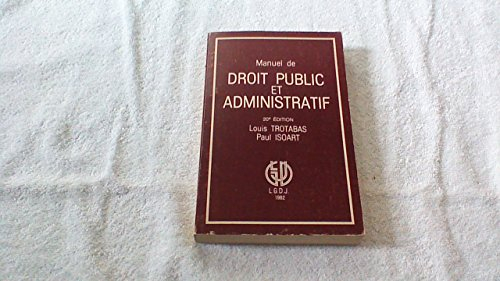 Manuel de
DROIT PUBLIC
ET
ADMINISTRATIF
20e ÉDITION
Louis TROTABAS
Paul ISOART
L.G.D.J.
1982